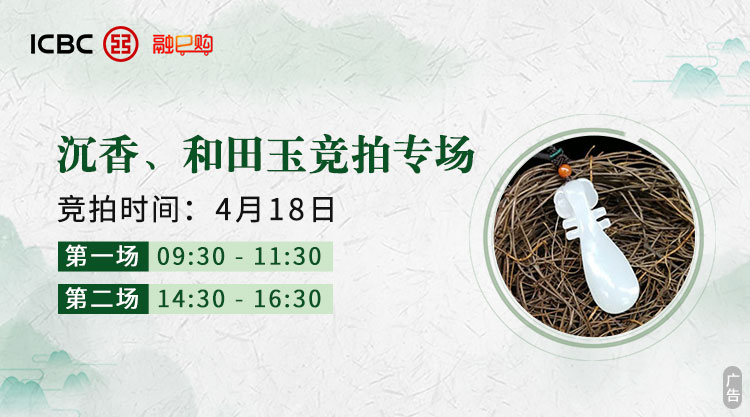 ICBC 融e购
沉香、和田玉竞拍专场
竞拍时间：4月18日
第一场 09:30 - 11:30
第二场 14:30 - 16:30
广告